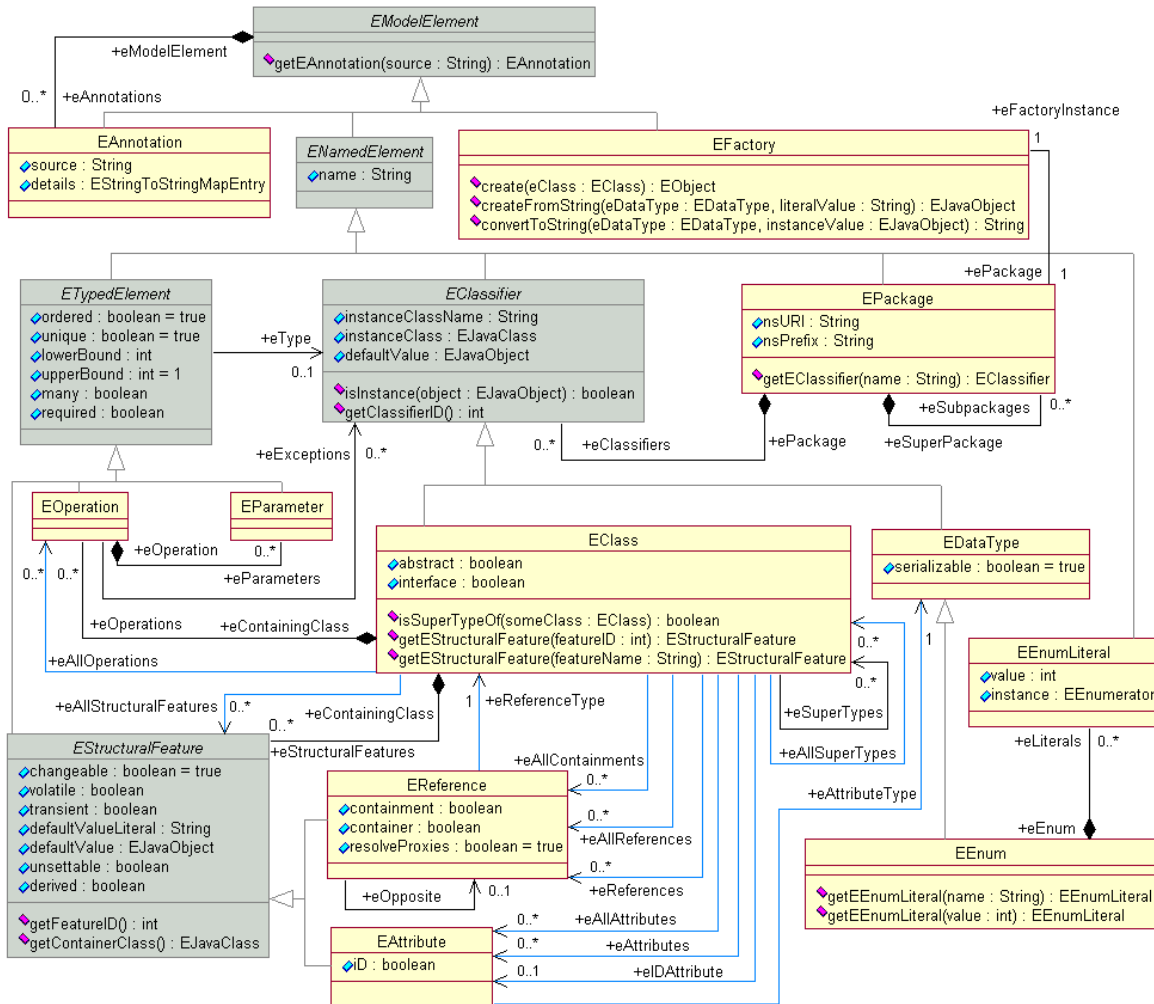 EModelElement
getEAnnotation(source : String) : EAnnotation
+eModelElement
0..*
+eAnnotations
EAnnotation
source : String
details : EStringToStringMapEntry
ENamedElement
name : String
+eFactoryInstance
1
EFactory
create(eClass : EClass) : EObject
createFromString(eDataType : EDataType, literalValue : String) : EJavaObject
convertToString(eDataType : EDataType, instanceValue : EJavaObject) : String
+ePackage
1
ETypedElement
ordered : boolean = true
unique : boolean = true
lowerBound : int
upperBound : int = 1
many : boolean
required : boolean
+eType
0..1
EClassifier
instanceClassName : String
instanceClass : EJavaClass
defaultValue : EJavaObject
isInstance(object : EJavaObject) : boolean
getClassifierID() : int
EPackage
nsURI : String
nsPrefix : String
getEClassifier(name : String) : EClassifier
+eSubpackages
0..*
+eSuperPackage
+ePackage
0..*
+eClassifiers
+eExceptions
0..*
EOperation
EParameter
+eOperation
0..*
+eParameters
0..*
0..*
+eOperations
+eContainingClass
+eAllOperations
EClass
abstract : boolean
interface : boolean
isSuperTypeOf(someClass : EClass) : boolean
getEStructuralFeature(featureID : int) : EStructuralFeature
getEStructuralFeature(featureName : String) : EStructuralFeature
EDataType
serializable : boolean = true
1
0..*
0..*
+eSuperTypes
+eAllSuperTypes
EEnumLiteral
value : int
instance : EEnumerator
+eLiterals
0..*
+eEnum
EEnum
getEEnumLiteral(name : String) : EEnumLiteral
getEEnumLiteral(value : int) : EEnumLiteral
+eAllStructuralFeatures
0..*
+eContainingClass
0..*
+eStructuralFeatures
1
+eReferenceType
+eAllContainments
0..*
+eAttributeType
EStructuralFeature
changeable : boolean = true
volatile : boolean
transient : boolean
defaultValueLiteral : String
defaultValue : EJavaObject
unsettable : boolean
derived : boolean
getFeatureID() : int
getContainerClass() : EJavaClass
EReference
containment : boolean
container : boolean
resolveProxies : boolean = true
0..*
+eAllReferences
0..*
+eReferences
+eOpposite
0..1
EAttribute
iD : boolean
0..*
+eAllAttributes
0..*
+eAttributes
0..1
+eIDAttribute